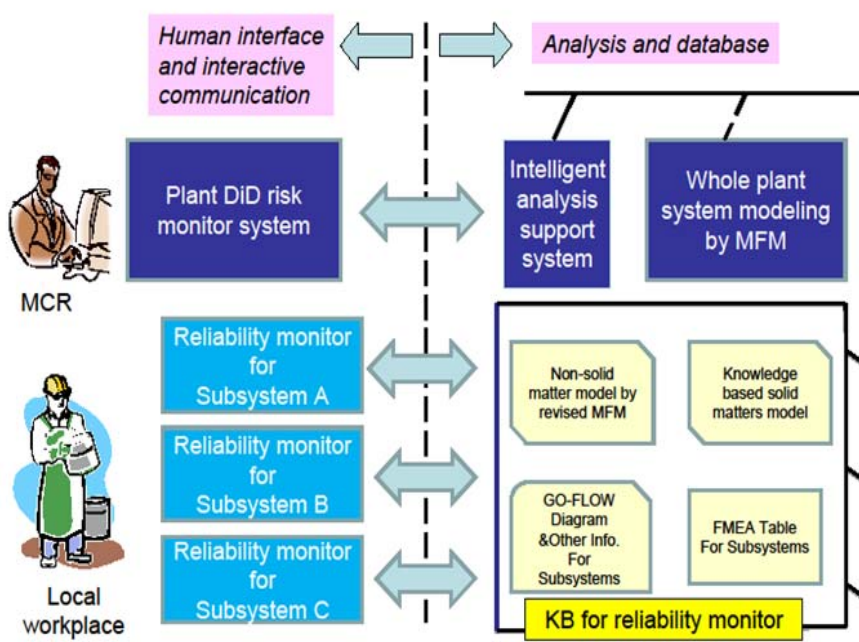 Human interface
and interactive
communication
Analysis and database
Plant DiD risk
monitor system
Intelligent
analysis
support
system
Whole plant
system modeling
by MFM
MCR
Reliability monitor
for
Subsystem A
Non-solid
matter model by
revised MFM
Knowledge
based solid
matters model
Reliability monitor
for
Subsystem B
GO-FLOW
Diagram
&Other Info.
For
Subsystems
FMEA Table
For Subsystems
Reliability monitor
for
Subsystem C
Local
workplace
KB for reliability monitor